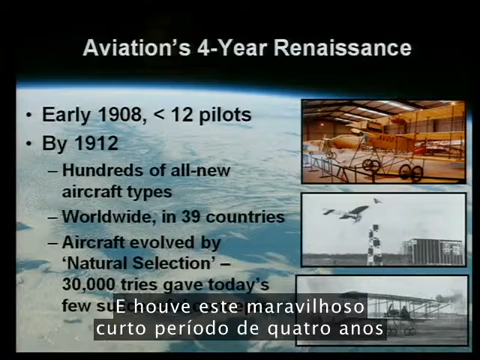 Aviation's 4-Year Renaissance
• Early 1908, < 12 pilots
• By 1912
– Hundreds of all-new
aircraft types
– Worldwide, in 39 countries
– Aircraft evolved by
‘Natural Selection’ –
30,000 tries gave today's
few
E houve este maravilhoso
curto período de quatro anos